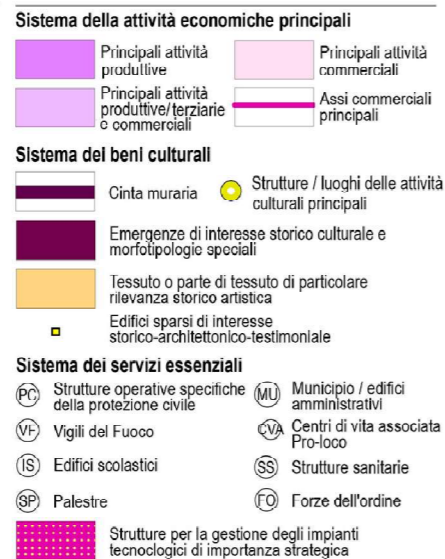 Sistema della attività economiche principali
Principali attività
produttive
Principali attività
commerciali
Principali attività
produttive/terziarie
e commerciali
Assi commerciali
principali
Sistema dei beni culturali
Cinta muraria
Strutture / luoghi delle attività
culturali principali
Emergenze di interesse storico culturale e
morfotipologie speciali
Tessuto o parte di tessuto di particolare
rilevanza storico artistica
Edifici sparsi di interesse
storico-architettonico-testimoniale
Sistema dei servizi essenziali
PC Strutture operative specifiche
della protezione civile
MU Municipio / edifici
amministrativi
VF Vigili del Fuoco
CVA Centri di vita associata
Pro-loco
IS Edifici scolastici
SS Strutture sanitarie
SP Palestre
FO Forze dell'ordine
Strutture per la gestione degli impianti
tecnologici di importanza strategica